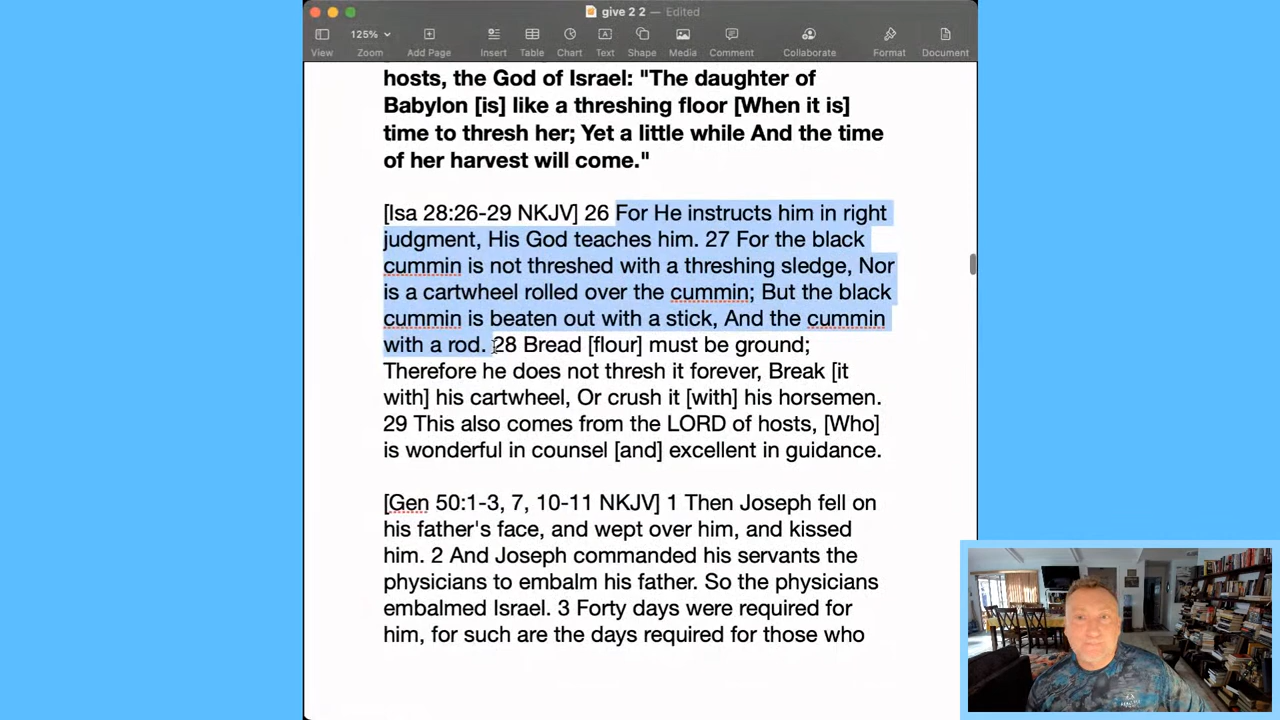 give 2 2 — Edited
125%
View Zoom Add Page Insert Table Chart Text Shape Media Comment Collaborate Format Document
hosts, the God of Israel: "The daughter of
Babylon [is] like a threshing floor [When it is]
time to thresh her; Yet a little while And the time
of her harvest will come."
[Isa 28:26-29 NKJV] 26 For He instructs him in right
judgment, His God teaches him. 27 For the black
cummin is not threshed with a threshing sledge, Nor
is a cartwheel rolled over the cummin; But the black
cummin is beaten out with a stick, And the cummin
with a rod. 28 Bread [flour] must be ground;
Therefore he does not thresh it forever, Break [it
with] his cartwheel, Or crush it [with] his horsemen.
29 This also comes from the LORD of hosts, [Who]
is wonderful in counsel [and] excellent in guidance.
[Gen 50:1-3, 7, 10-11 NKJV] 1 Then Joseph fell on
his father's face, and wept over him, and kissed
him. 2 And Joseph commanded his servants the
physicians to embalm his father. So the physicians
embalmed Israel. 3 Forty days were required for
him, for such are the days required for those who